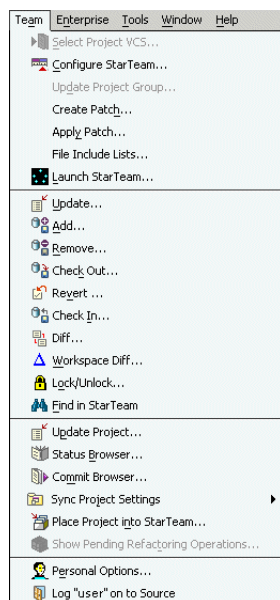 Team Enterprise Tools Window Help
Select Project VCS...
Configure StarTeam...
Update Project Group...
Create Patch...
Apply Patch...
File Include Lists...
Launch StarTeam...
Update...
Add...
Remove...
Check Out...
Revert ...
Check In...
Diff...
Workspace Diff...
Lock/Unlock...
Find in StarTeam
Update Project...
Status Browser...
Commit Browser...
Sync Project Settings
Place Project into StarTeam...
Show Pending Refactoring Operations...
Personal Options...
Log "user" on to Source